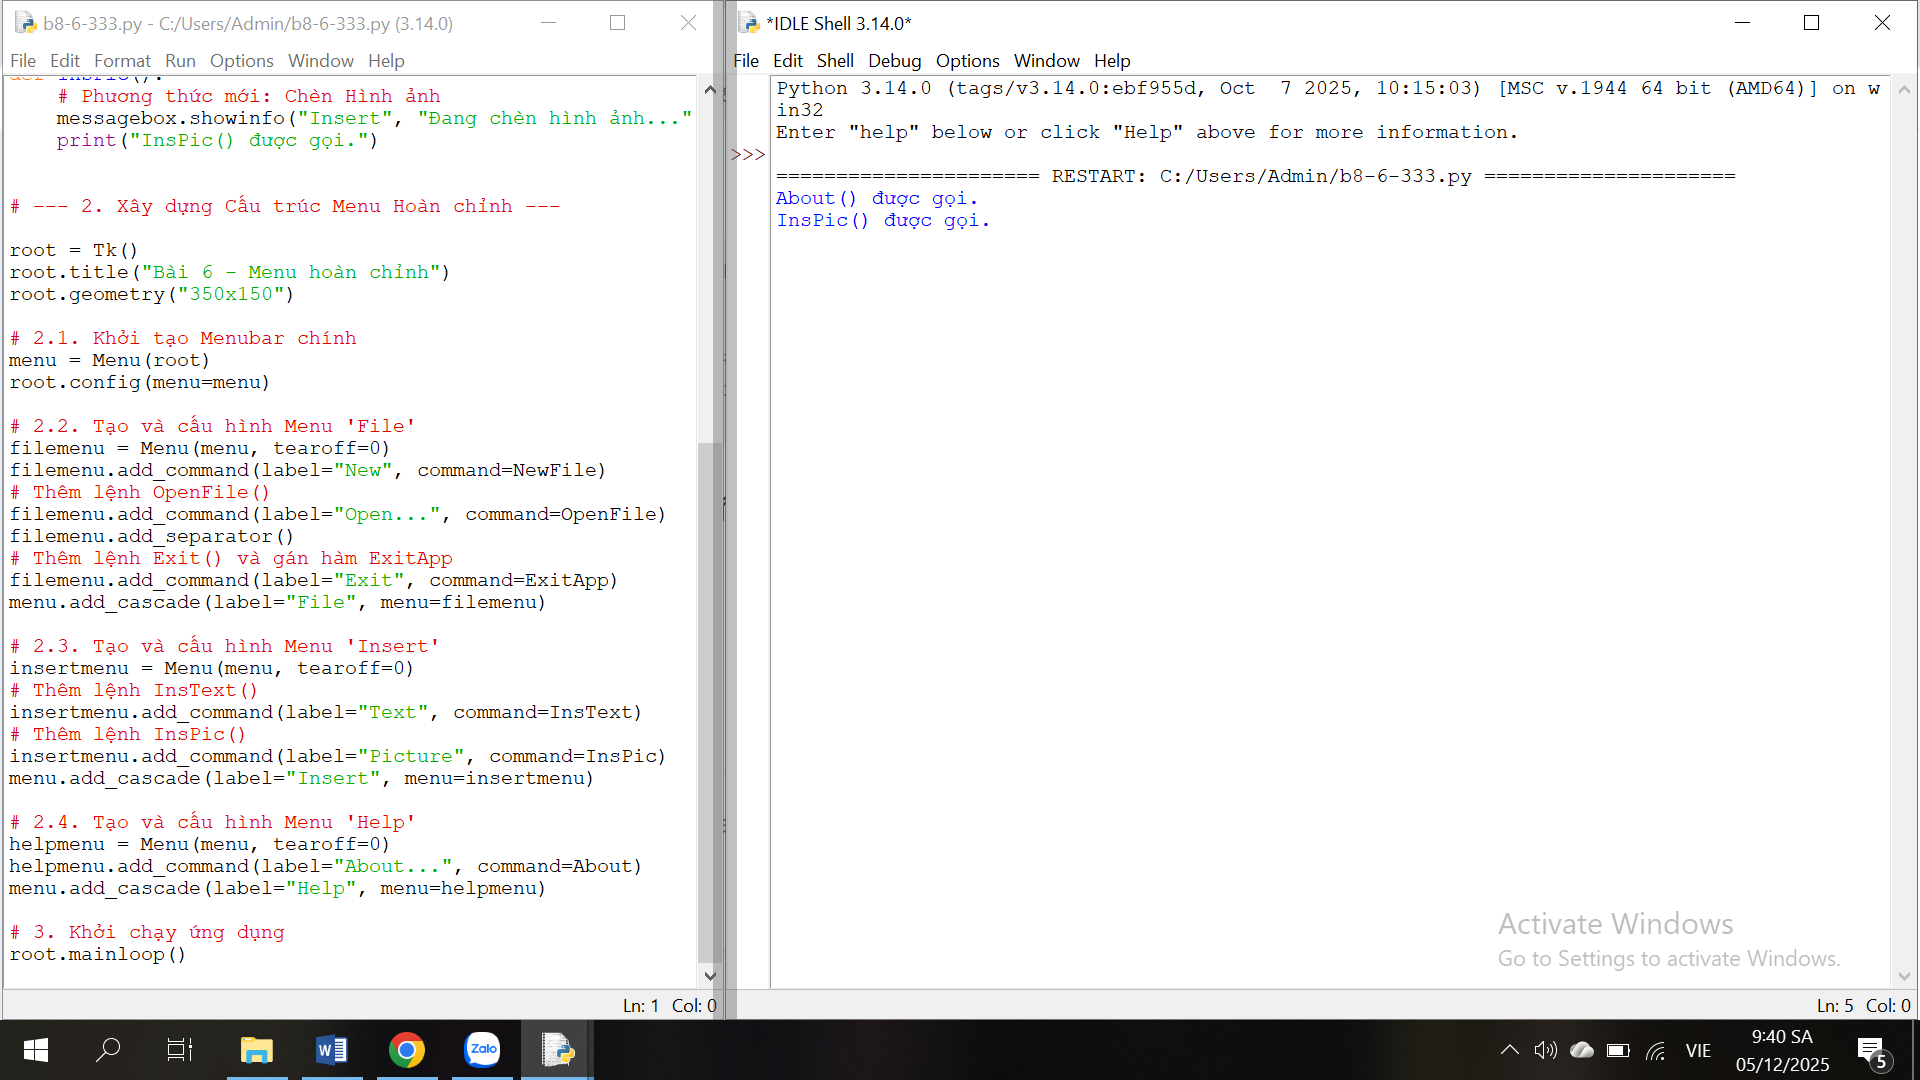 b8-6-333.py - C:/Users/Admin/b8-6-333.py (3.14.0)
File Edit Format Run Options Window Help
    # Phương thức mới: Chèn Hình ảnh
    messagebox.showinfo("Insert", "Đang chèn hình ảnh..."
    print("InsPic() được gọi.")
# --- 2. Xây dựng Cấu trúc Menu Hoàn chỉnh ---
root = Tk()
root.title("Bài 6 - Menu hoàn chỉnh")
root.geometry("350x150")
# 2.1. Khởi tạo Menubar chính
menu = Menu(root)
root.config(menu=menu)
# 2.2. Tạo và cấu hình Menu 'File'
filemenu = Menu(menu, tearoff=0)
filemenu.add_command(label="New", command=NewFile)
# Thêm lệnh OpenFile()
filemenu.add_command(label="Open...", command=OpenFile)
filemenu.add_separator()
# Thêm lệnh Exit() và gán hàm ExitApp
filemenu.add_command(label="Exit", command=ExitApp)
menu.add_cascade(label="File", menu=filemenu)
# 2.3. Tạo và cấu hình Menu 'Insert'
insertmenu = Menu(menu, tearoff=0)
# Thêm lệnh InsText()
insertmenu.add_command(label="Text", command=InsText)
# Thêm lệnh InsPic()
insertmenu.add_command(label="Picture", command=InsPic)
menu.add_cascade(label="Insert", menu=insertmenu)
# 2.4. Tạo và cấu hình Menu 'Help'
helpmenu = Menu(menu, tearoff=0)
helpmenu.add_command(label="About...", command=About)
menu.add_cascade(label="Help", menu=helpmenu)
# 3. Khởi chạy ứng dụng
root.mainloop()
Ln: 1 Col: 0
*IDLE Shell 3.14.0*
File Edit Shell Debug Options Window Help
Python 3.14.0 (tags/v3.14.0:ebf955d, Oct  7 2025, 10:15:03) [MSC v.1944 64 bit (AMD64)] on w
in32
Enter "help" below or click "Help" above for more information.
>>>
====================== RESTART: C:/Users/Admin/b8-6-333.py =====================
About() được gọi.
InsPic() được gọi.
Activate Windows
Go to Settings to activate Windows.
Ln: 5 Col: 0
Zalo
VIE
9:40 SA
05/12/2025
5